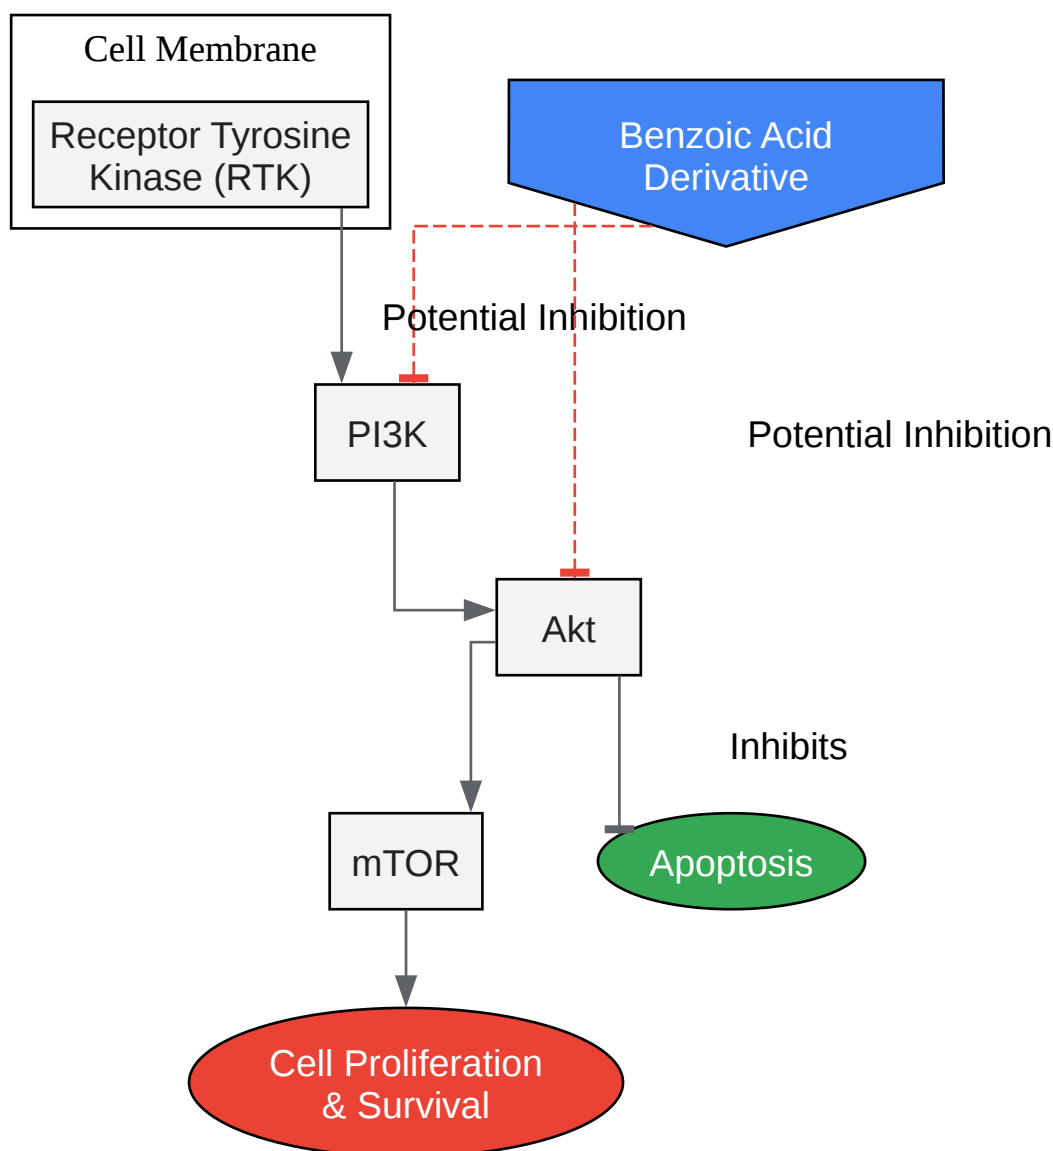 Cell Membrane
Receptor Tyrosine
Kinase (RTK)
Benzoic Acid
Derivative
Potential Inhibition
PI3K
Potential Inhibition
Akt
Inhibits
mTOR
Apoptosis
Cell Proliferation
& Survival